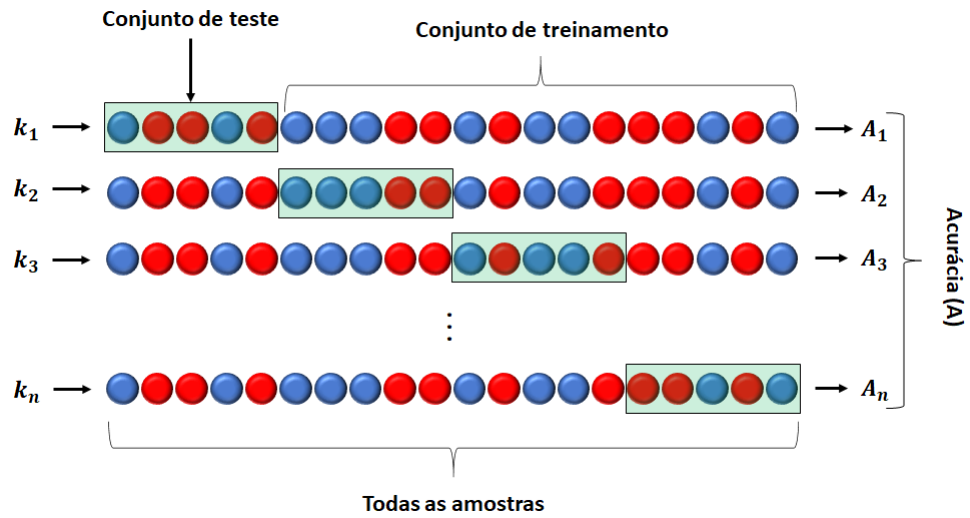 Conjunto de teste
Conjunto de treinamento
k1
A1
k2
A2
k3
A3
⋮
kn
An
Acurácia (A)
Todas as amostras